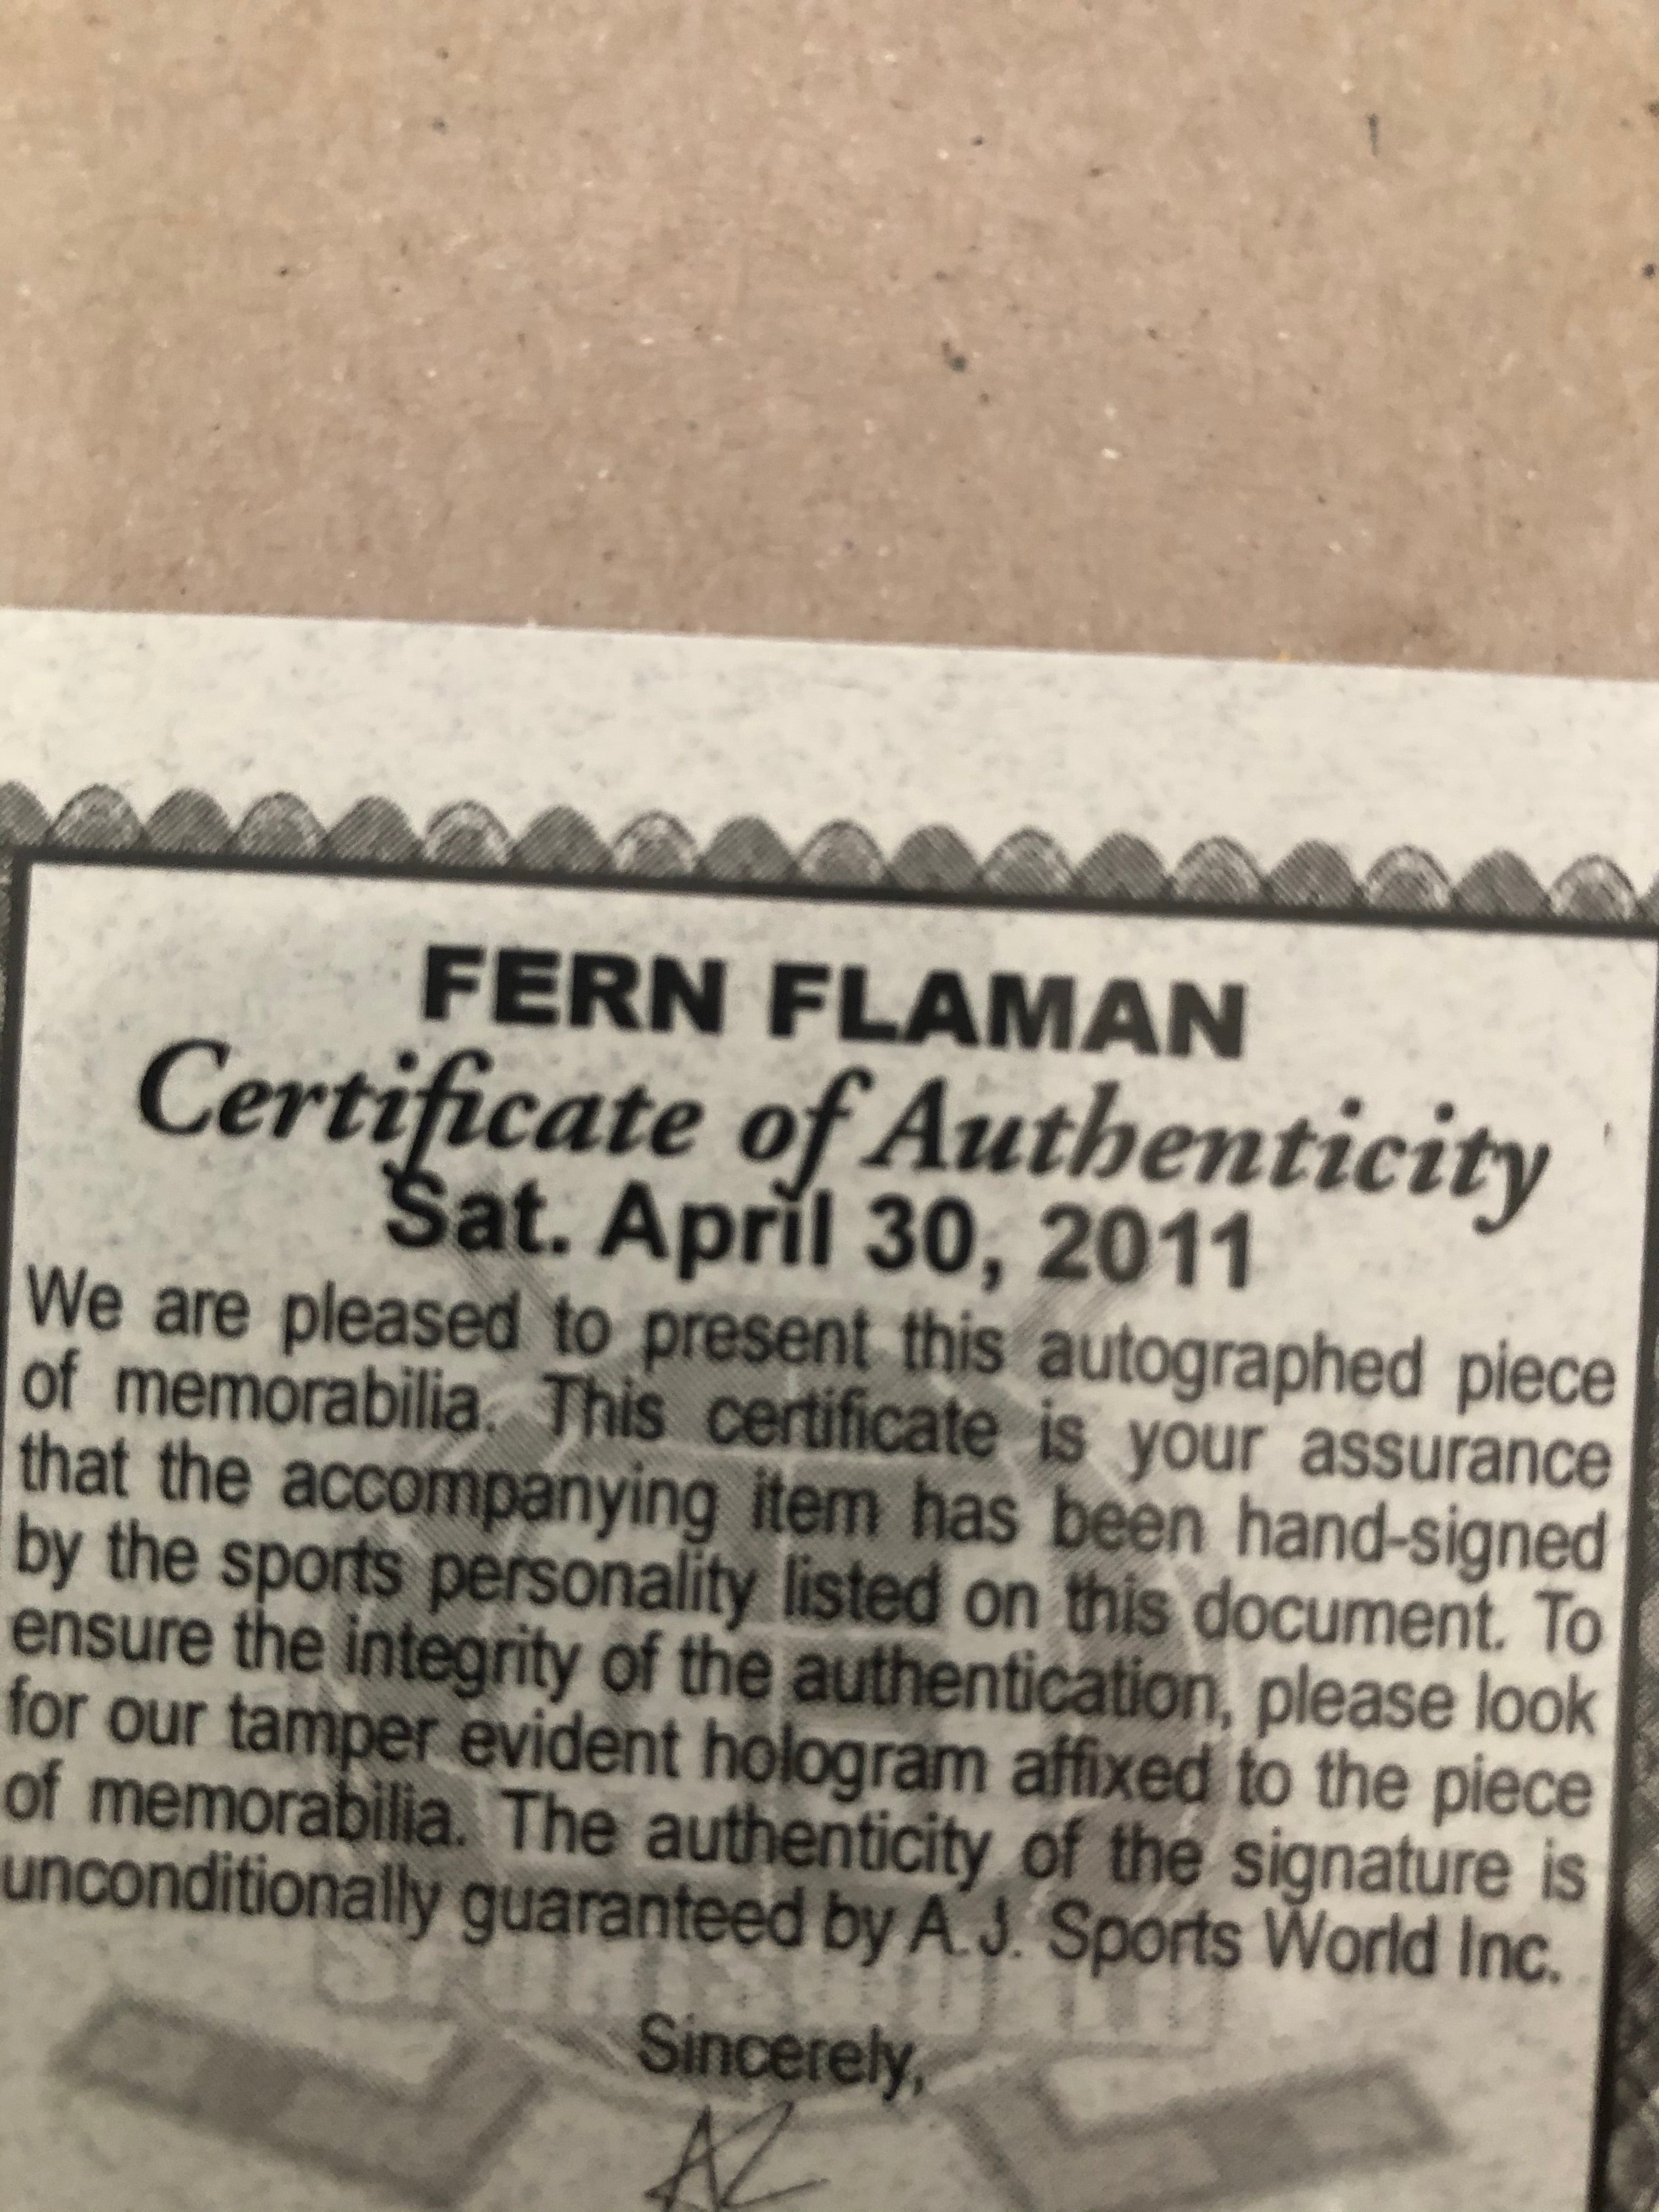 FERN FLAMAN
Certificate of Authenticity
Sat. April 30, 2011
We are pleased to present this autographed piece
of memorabilia. This certificate is your assurance
that the accompanying item has been hand-signed
by the sports personality listed on this document. To
ensure the integrity of the authentication, please look
for our tamper evident hologram affixed to the piece
of memorabilia. The authenticity of the signature is
unconditionally guaranteed by A.J. Sports World Inc.
Sincerely,